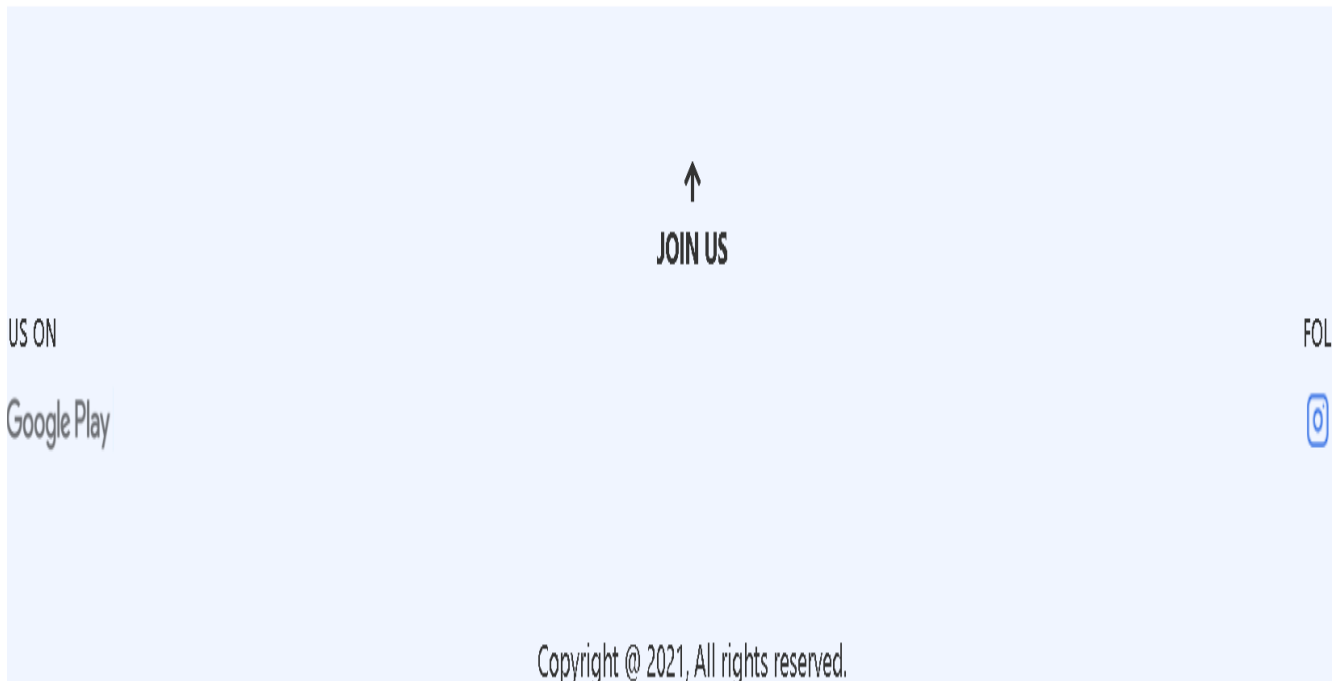 ↑
JOIN US
US ON
FOL
Google Play
Copyright @ 2021, All rights reserved.